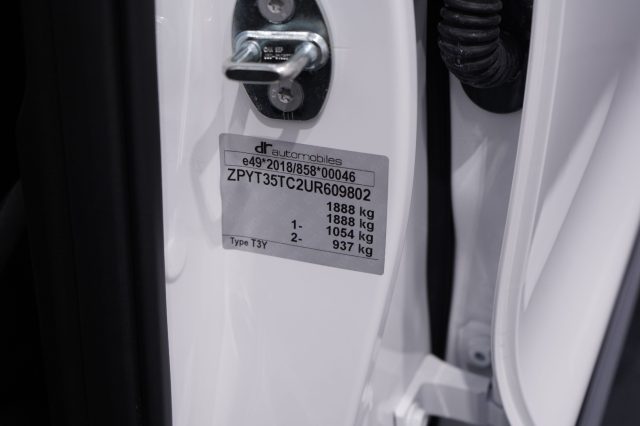 dr automobiles
e49*2018/858*00046
ZPYT35TC2UR609802
1888 kg
1888 kg
1- 1054 kg
2- 937 kg
Type T3Y